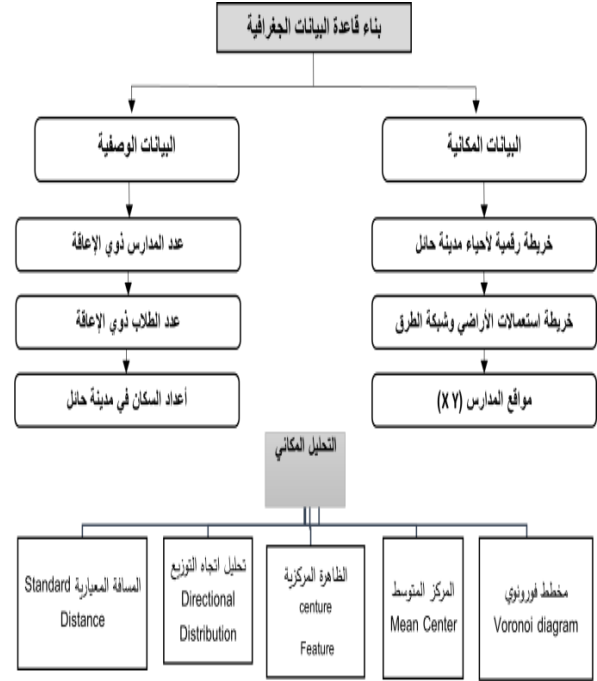 بناء قاعدة البيانات الجغرافية
البيانات المكانية
البيانات الوصفية
خريطة رقمية لأحياء مدينة حائل
عدد المدارس ذوي الإعاقة
خريطة استعمالات الأراضي وشبكة الطرق
عدد الطلاب ذوي الإعاقة
مواقع المدارس (X Y)
أعداد السكان في مدينة حائل
التحليل المكاني
مخطط فورونوي
Voronoi diagram
المركز المتوسط
Mean Center
الظاهرة المركزية
centure
Feature
تحليل اتجاه التوزيع
Directional
Distribution
المسافة المعيارية Standard
Distance